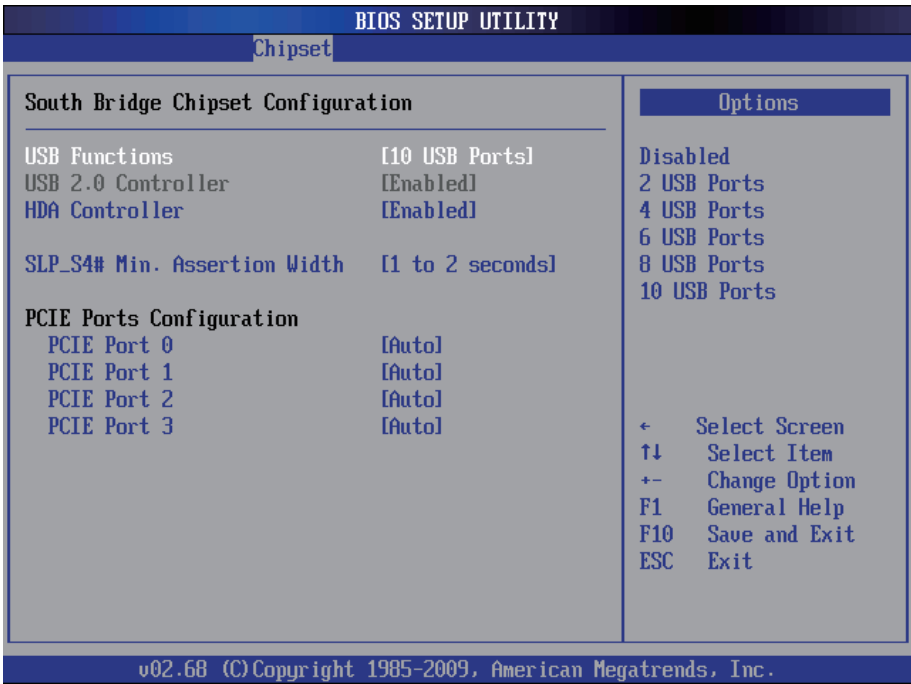 BIOS SETUP UTILITY
Chipset
South Bridge Chipset Configuration
USB Functions [10 USB Ports]
USB 2.0 Controller [Enabled]
HDA Controller [Enabled]
SLP_S4# Min. Assertion Width [1 to 2 seconds]
PCIE Ports Configuration
PCIE Port 0 [Auto]
PCIE Port 1 [Auto]
PCIE Port 2 [Auto]
PCIE Port 3 [Auto]
Options
Disabled
2 USB Ports
4 USB Ports
6 USB Ports
8 USB Ports
10 USB Ports
← Select Screen
↑↓ Select Item
+- Change Option
F1 General Help
F10 Save and Exit
ESC Exit
v02.68 (C)Copyright 1985-2009, American Megatrends, Inc.